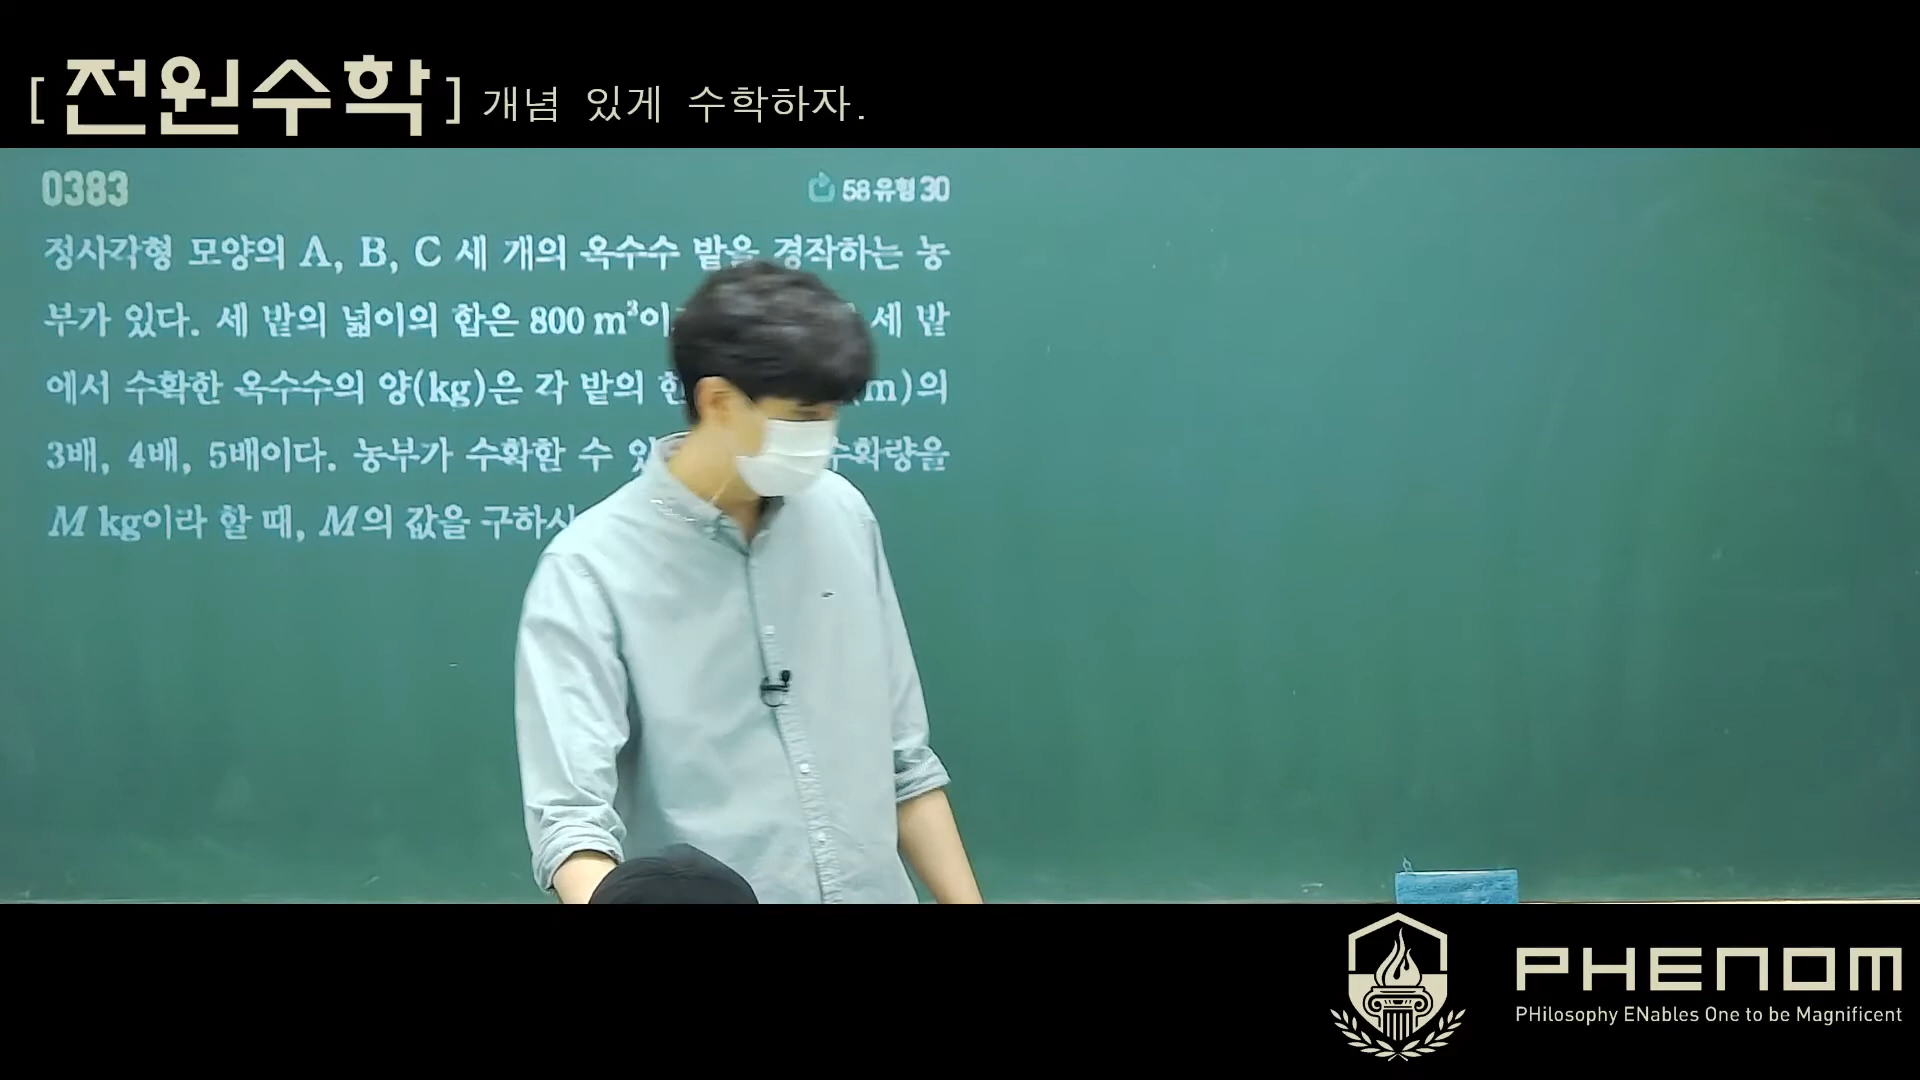 [전원수학] 개념 있게 수학하자.
0383
58유형 30
정사각형 모양의 A, B, C 세 개의 옥수수 밭을 경작하는 농
부가 있다. 세 밭의 넓이의 합은 800 m³이 세 밭
에서 수확한 옥수수의 양(kg)은 각 밭의 한 (m)의
3배, 4배, 5배이다. 농부가 수확할 수 있 수확량을
M kg이라 할 때, M의 값을 구하시
PHENOM
PHilosophy ENables One to be Magnificent